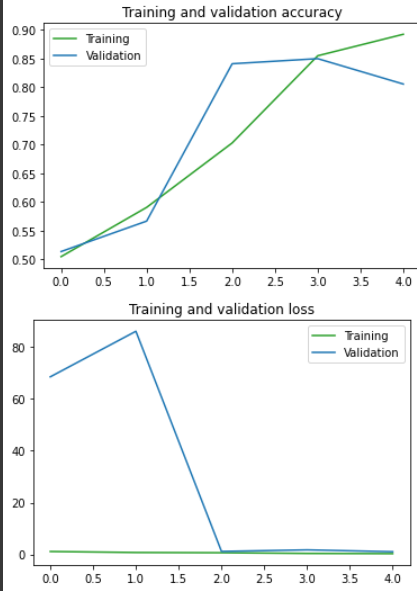 Training and validation accuracy
0.90
0.85
0.80
0.75
0.70
0.65
0.60
0.55
0.50
Training
Validation
0.0 0.5 1.0 1.5 2.0 2.5 3.0 3.5 4.0
Training and validation loss
80
60
40
20
0
Training
Validation
0.0 0.5 1.0 1.5 2.0 2.5 3.0 3.5 4.0